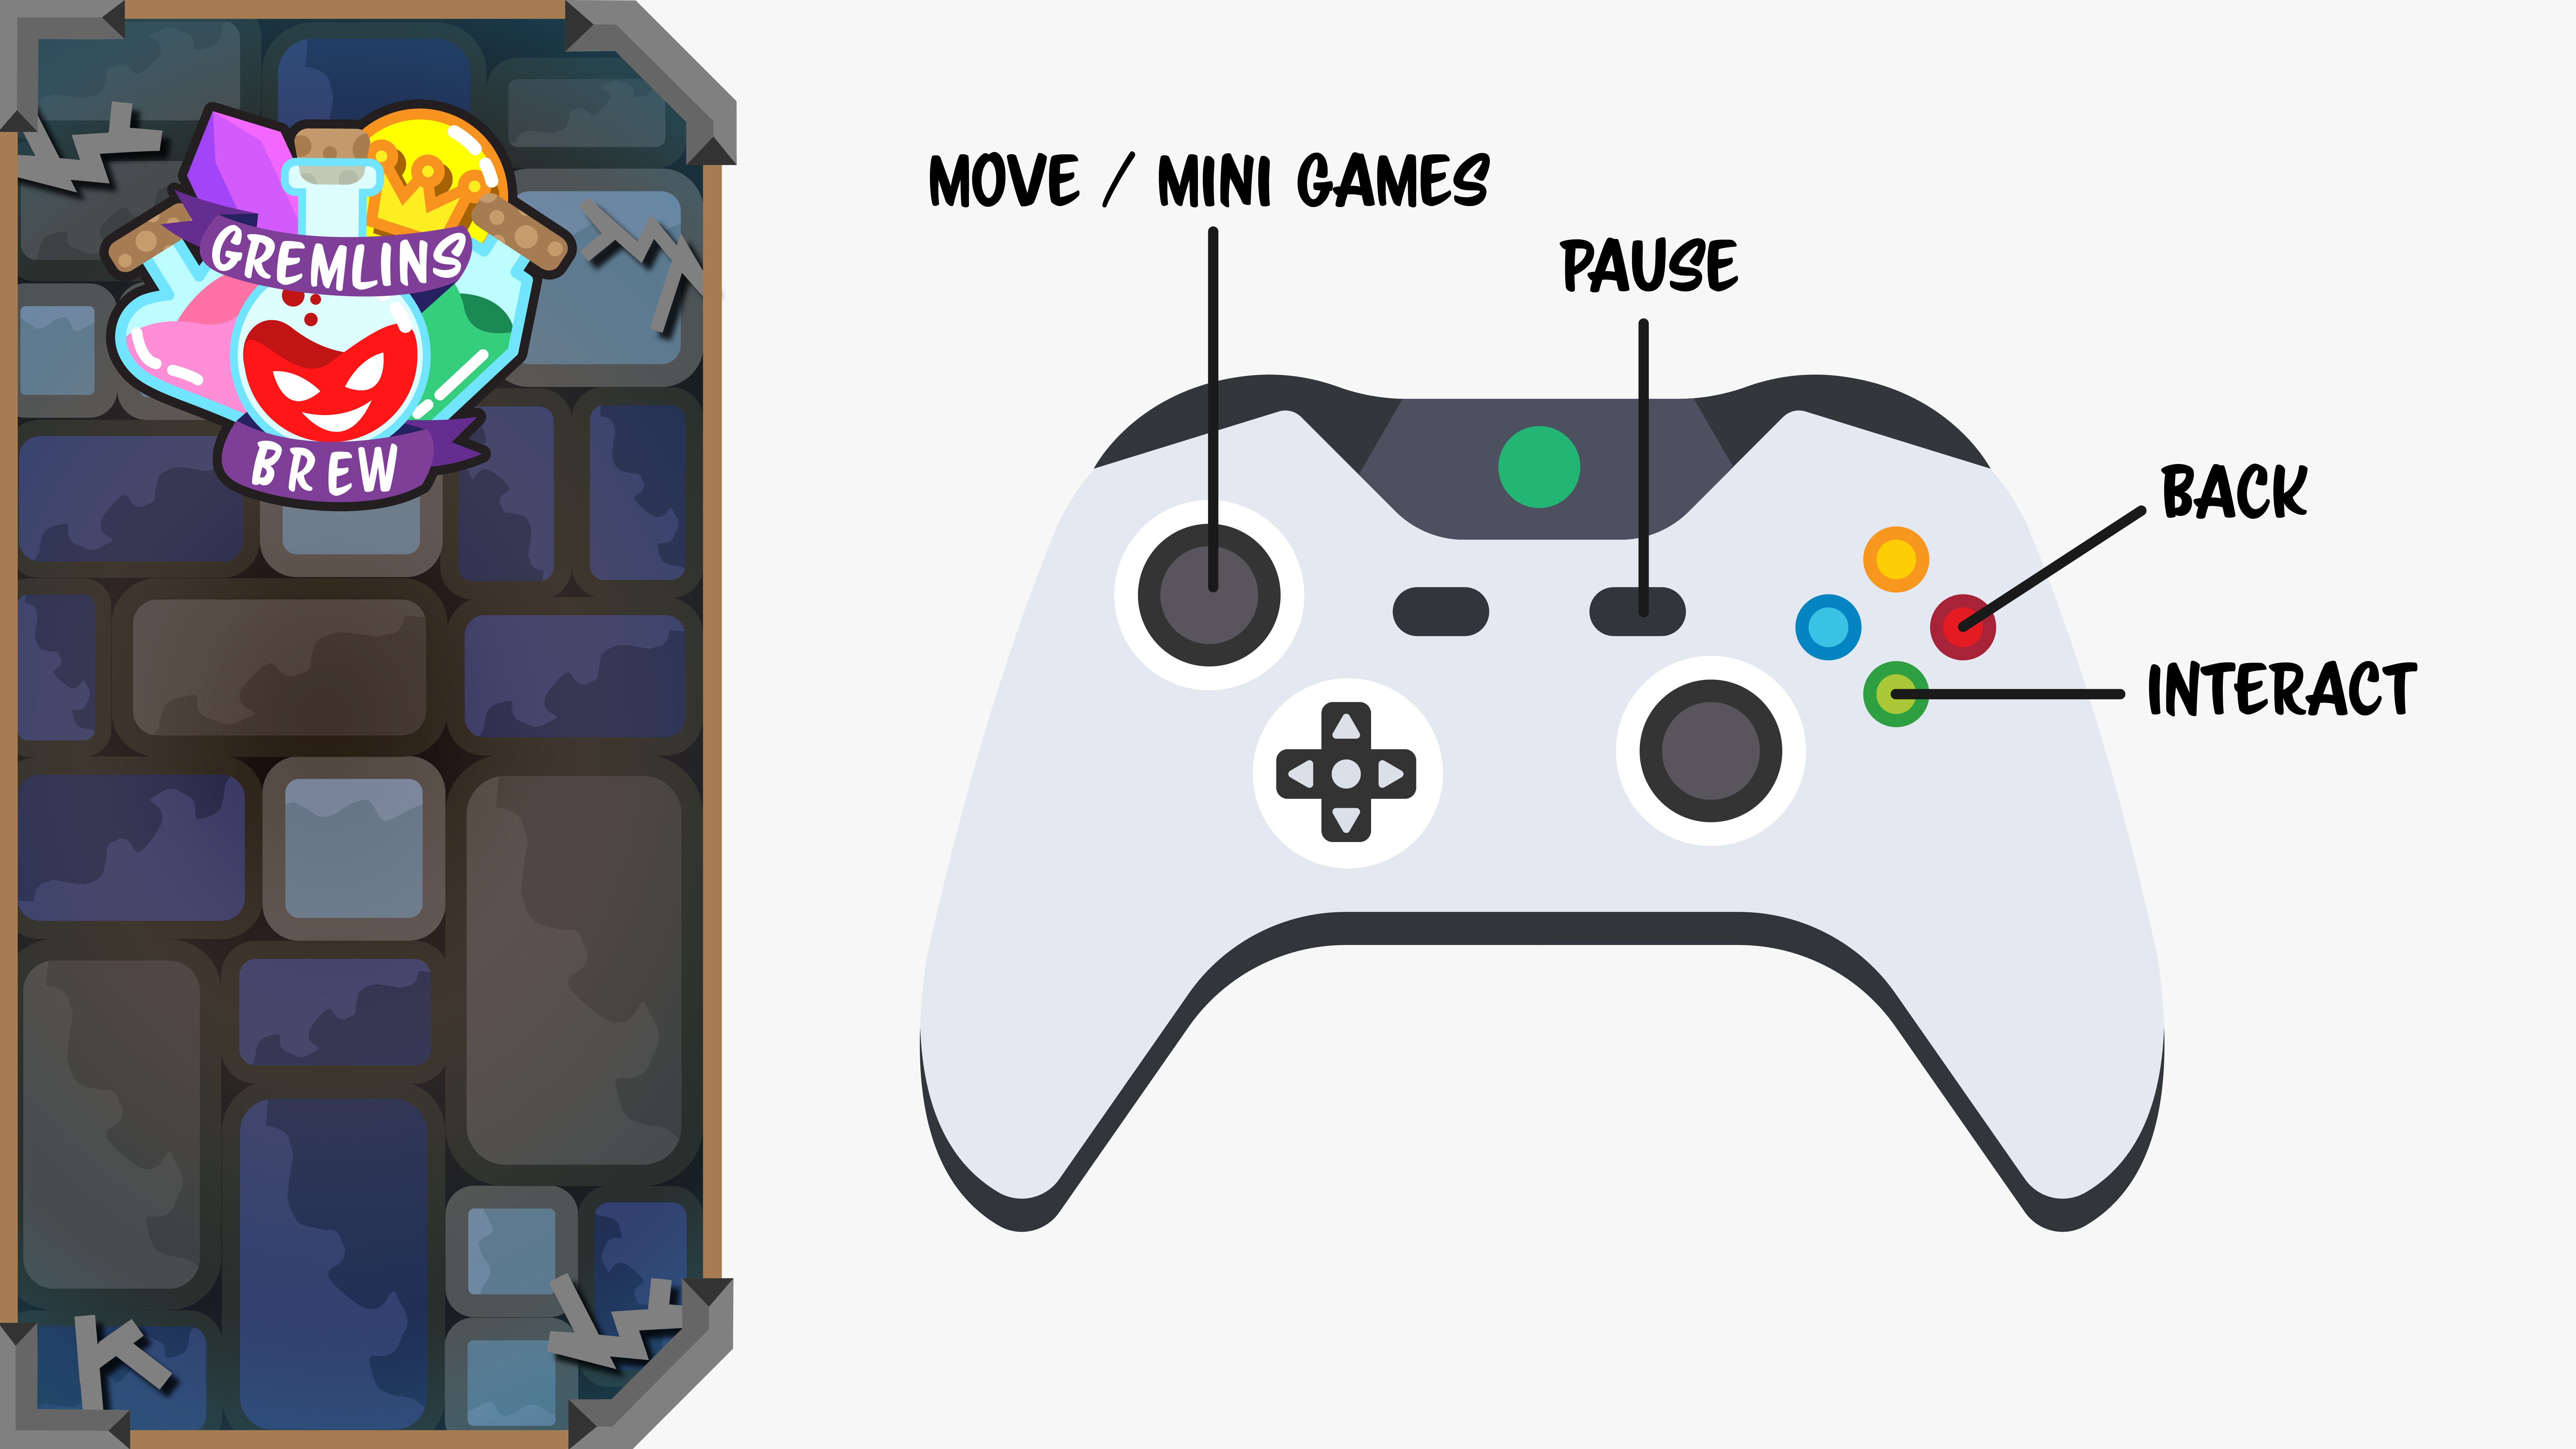 GREMLINS
BREW
MOVE / MINI GAMES
PAUSE
BACK
INTERACT